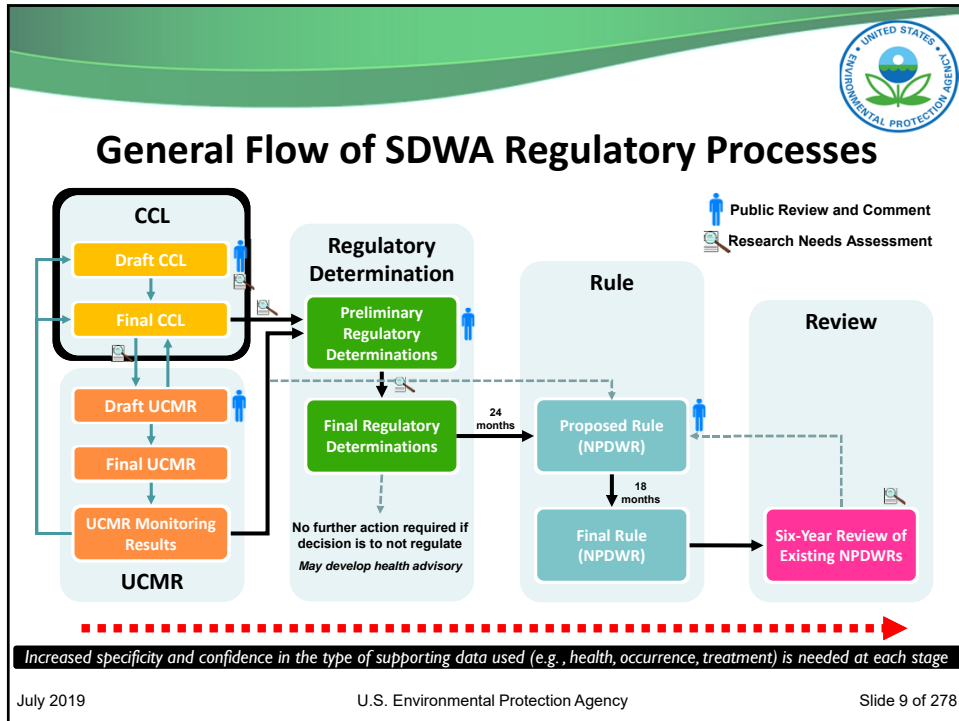 UNITED STATES
ENVIRONMENTAL PROTECTION AGENCY
General Flow of SDWA Regulatory Processes
Public Review and Comment
Research Needs Assessment
CCL
Draft CCL
Final CCL
Draft UCMR
Final UCMR
UCMR Monitoring
Results
UCMR
Regulatory
Determination
Preliminary
Regulatory
Determinations
Final Regulatory
Determinations
No further action required if
decision is to not regulate
May develop health advisory
24
months
Rule
Proposed Rule
(NPDWR)
18
months
Final Rule
(NPDWR)
Review
Six-Year Review of
Existing NPDWRs
Increased specificity and confidence in the type of supporting data used (e.g., health, occurrence, treatment) is needed at each stage
July 2019
U.S. Environmental Protection Agency
Slide 9 of 278